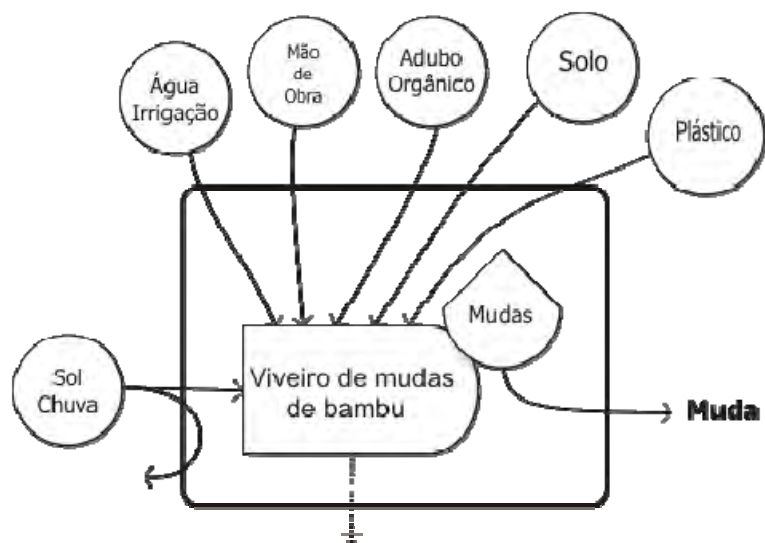 Água
Irrigação
Mão
de
Obra
Adubo
Orgânico
Solo
Plástico
Mudas
Sol
Chuva
Viveiro de mudas
de bambu
Muda